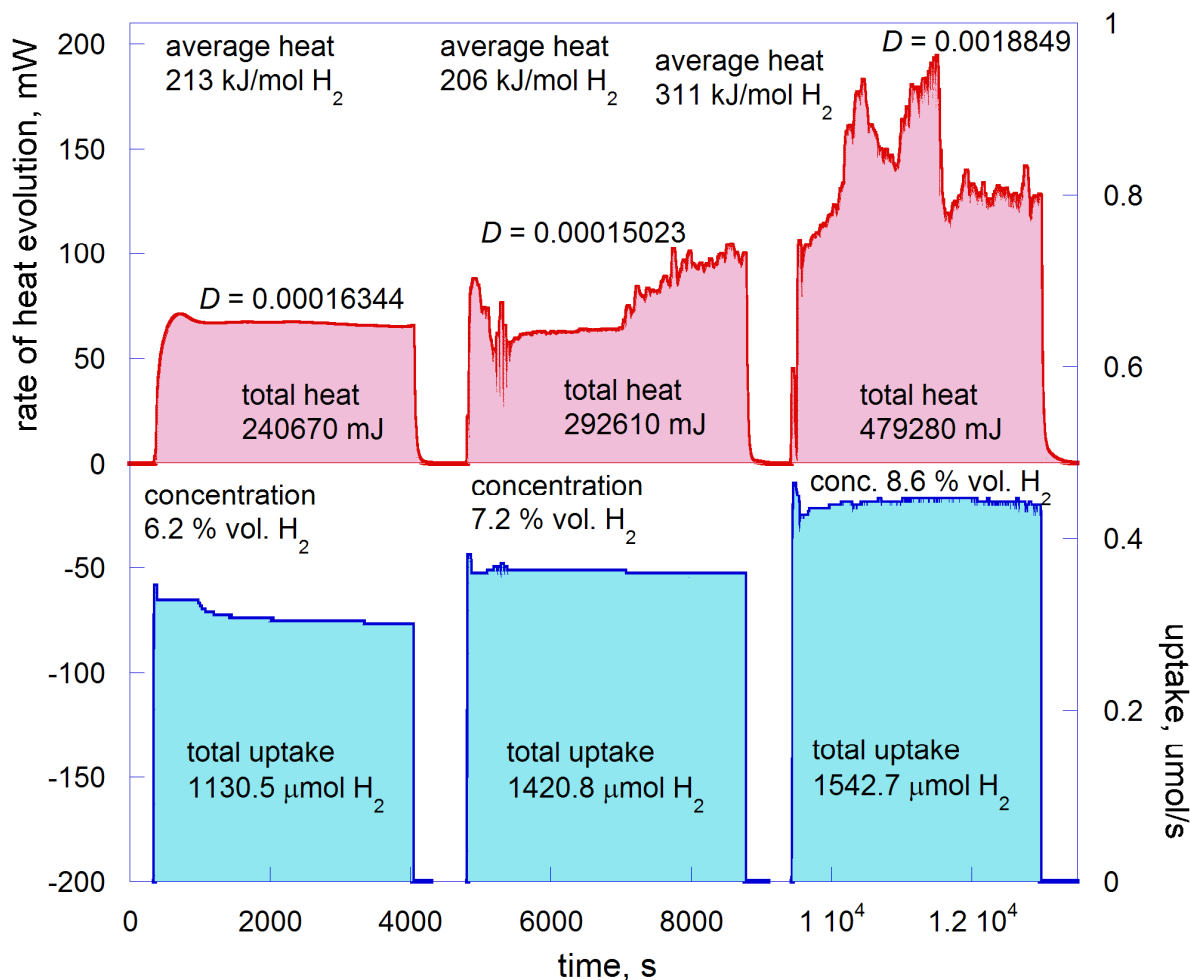 average heat
213 kJ/mol H2
average heat
206 kJ/mol H2
average heat
311 kJ/mol H2
D = 0.0018849
D = 0.00015023
D = 0.00016344
total heat
240670 mJ
total heat
292610 mJ
total heat
479280 mJ
concentration
6.2 % vol. H2
concentration
7.2 % vol. H2
conc. 8.6 % vol. H2
total uptake
1130.5 μmol H2
total uptake
1420.8 μmol H2
total uptake
1542.7 μmol H2
rate of heat evolution, mW
200
150
100
50
0
-50
-100
-150
-200
1
0.8
0.6
0.4
0.2
0
uptake, umol/s
0
2000
4000
6000
8000
1 10^4
1.2 10^4
time, s